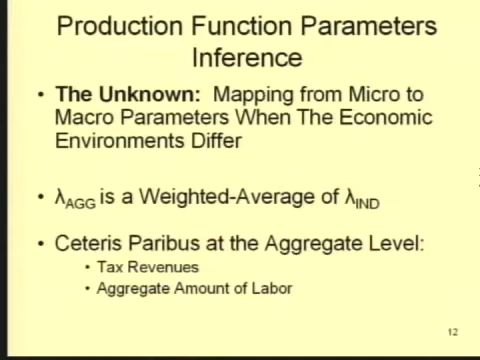 Production Function Parameters
Inference
• The Unknown: Mapping from Micro to
Macro Parameters When The Economic
Environments Differ
• λAGG is a Weighted-Average of λIND
• Ceteris Paribus at the Aggregate Level:
• Tax Revenues
• Aggregate Amount of Labor
12